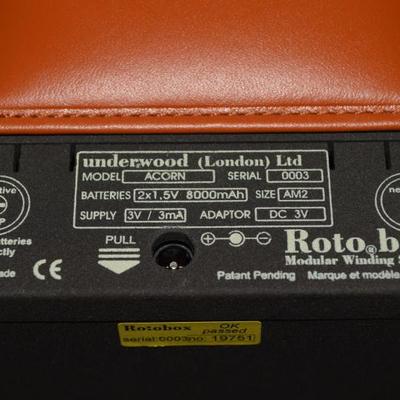 underwood (London) Ltd
MODEL ACORN SERIAL 0003
BATTERIES 2x1,5V 8000mAh SIZE AM2
SUPPLY 3V / 3mA ADAPTOR DC 3V
PULL
Roto®b
Modular Winding S
Patent Pending Marque et modèle
CE
Rotobox OK
passed
serial:0003no: 19751